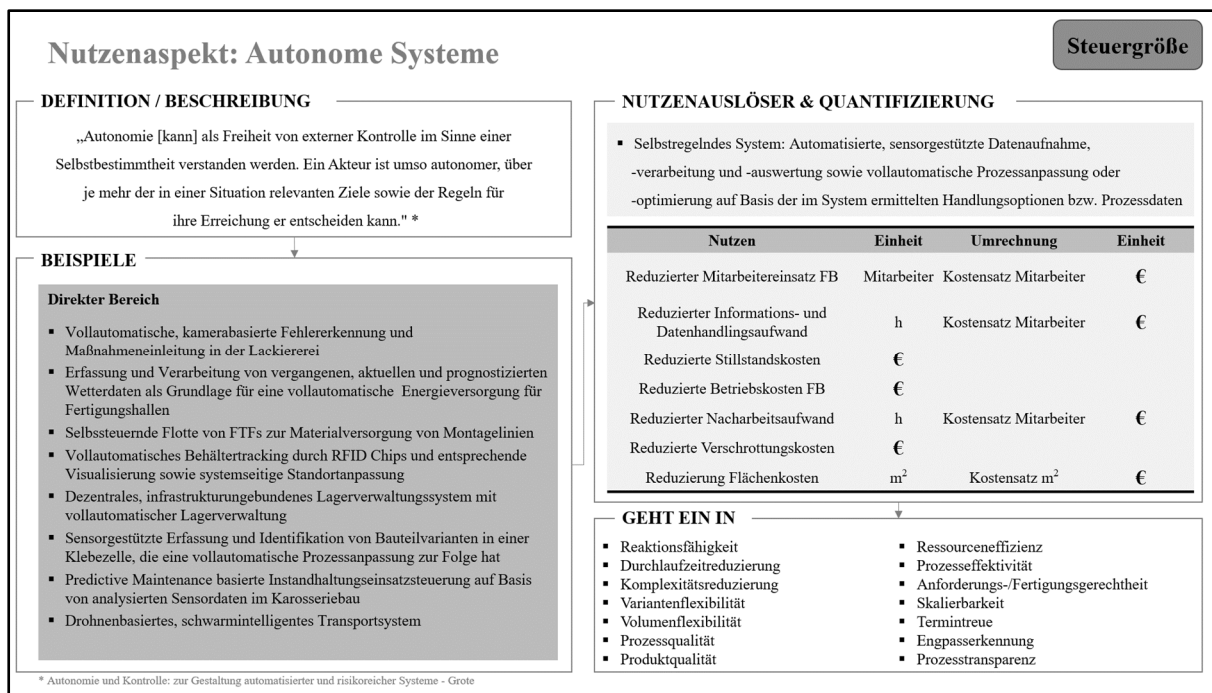 Nutzenaspekt: Autonome Systeme
Steuergröße
DEFINITION / BESCHREIBUNG
„Autonomie [kann] als Freiheit von externer Kontrolle im Sinne einer
Selbstbestimmtheit verstanden werden. Ein Akteur ist umso autonomer, über
je mehr der in einer Situation relevanten Ziele sowie der Regeln für
ihre Erreichung er entscheiden kann." *
BEISPIELE
Direkter Bereich
▪ Vollautomatische, kamerabasierte Fehlererkennung und
Maßnahmeneinleitung in der Lackiererei
▪ Erfassung und Verarbeitung von vergangenen, aktuellen und prognostizierten
Wetterdaten als Grundlage für eine vollautomatische Energieversorgung für
Fertigungshallen
▪ Selbssteuernde Flotte von FTFs zur Materialversorgung von Montagelinien
▪ Vollautomatisches Behältertracking durch RFID Chips und entsprechende
Visualisierung sowie systemseitige Standortanpassung
▪ Dezentrales, infrastrukturungebundenes Lagerverwaltungssystem mit
vollautomatischer Lagerverwaltung
▪ Sensorgestützte Erfassung und Identifikation von Bauteilvarianten in einer
Klebezelle, die eine vollautomatische Prozessanpassung zur Folge hat
▪ Predictive Maintenance basierte Instandhaltungseinsatzsteuerung auf Basis
von analysierten Sensordaten im Karosseriebau
▪ Drohnenbasiertes, schwarmintelligentes Transportsystem
NUTZENAUSLÖSER & QUANTIFIZIERUNG
▪ Selbstregelndes System: Automatisierte, sensorgestützte Datenaufnahme,
-verarbeitung und -auswertung sowie vollautomatische Prozessanpassung oder
-optimierung auf Basis der im System ermittelten Handlungsoptionen bzw. Prozessdaten
Nutzen Einheit Umrechnung Einheit
Reduzierter Mitarbeitereinsatz FB Mitarbeiter Kostensatz Mitarbeiter €
Reduzierter Informations- und
Datenhandlingsaufwand h Kostensatz Mitarbeiter €
Reduzierte Stillstandskosten €
Reduzierte Betriebskosten FB €
Reduzierter Nacharbeitsaufwand h Kostensatz Mitarbeiter €
Reduzierte Verschrottungskosten €
Reduzierung Flächenkosten m² Kostensatz m² €
GEHT EIN IN
▪ Reaktionsfähigkeit
▪ Durchlaufzeitreduzierung
▪ Komplexitätsreduzierung
▪ Variantenflexibilität
▪ Volumenflexibilität
▪ Prozessqualität
▪ Produktqualität
▪ Ressourceneffizienz
▪ Prozesseffektivität
▪ Anforderungs-/Fertigungsgerechtheit
▪ Skalierbarkeit
▪ Termintreue
▪ Engpasserkennung
▪ Prozesstransparenz
* Autonomie und Kontrolle: zur Gestaltung automatisierter und risikoreicher Systeme - Grote